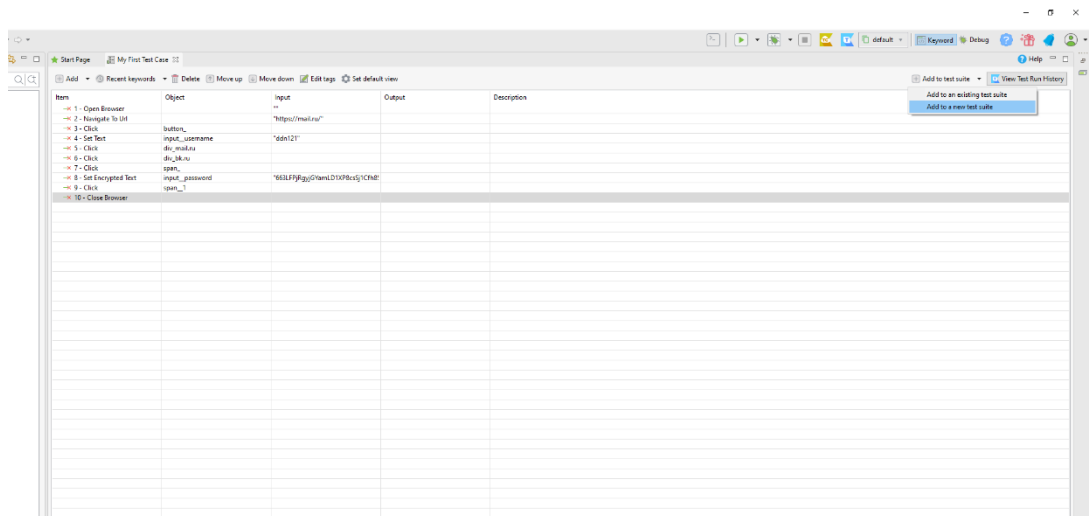 default Keyword Debug
Start Page My First Test Case Help
Add Recent keywords Delete Move up Move down Edit tags Set default view Add to test suite View Test Run History
Add to an existing test suite
Add to a new test suite
Item Object Input Output Description
1 - Open Browser ""
2 - Navigate To Url "https://mail.ru/"
3 - Click button_
4 - Set Text input_username "ddn121"
5 - Click div_mail.ru
6 - Click div_bk.ru
7 - Click span_
8 - Set Encrypted Text input_password
9 - Click span__1
10 - Close Browser